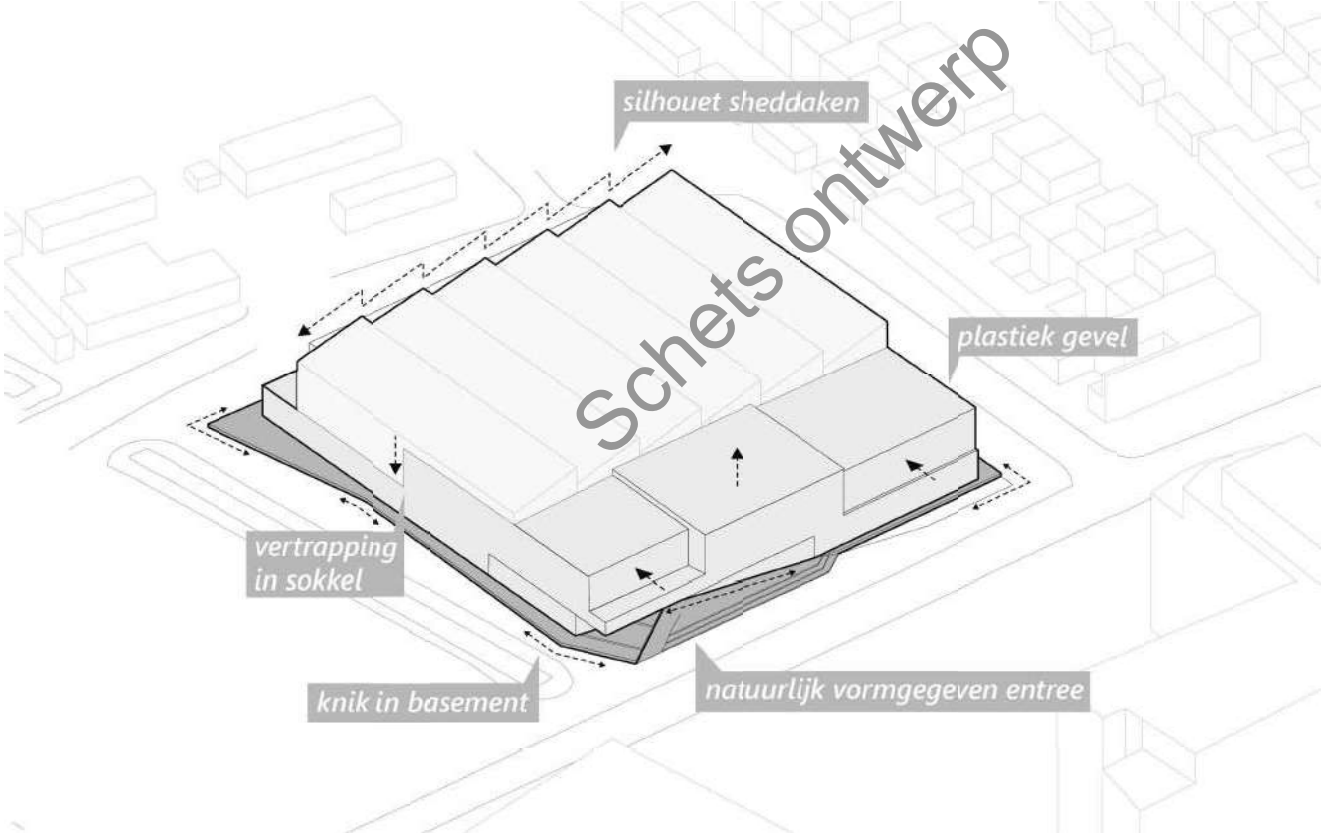 silhouet sheddaken
Schets ontwerp
plastiek gevel
vertrapping
in sokkel
knik in basement
natuurlijk vormgegeven entree